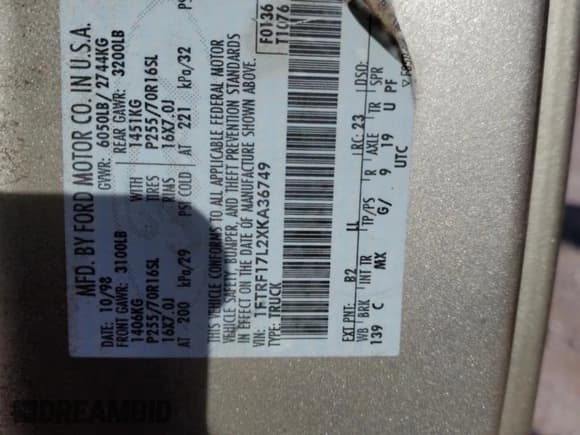 MFD. BY FORD MOTOR CO. IN U.S.A.
DATE: 10/98 GVWR: 6050LB/ 2744KG
FRONT GAWR: 3100LB REAR GAWR: 3200LB
1406KG WITH 1451KG
P255/70R16SL TIRES P255/70R16SL
16X7.0J RIMS 16X7.0J
AT 200 kPa/29 PSI COLD AT 221 kPa/32 PS
THIS VEHICLE CONFORMS TO ALL APPLICABLE FEDERAL MOTOR
VEHICLE SAFETY, BUMPER, AND THEFT PREVENTION STANDARDS
IN EFFECT ON THE DATE OF MANUFACTURE SHOWN ABOVE.
VIN: 1FTRF17L2XKA36749
TYPE: TRUCK
F0136
T1076
EXT PNT: B2 LL RC: 23 DSO:
WB BRK INT TR TP/PS R AXLE TR SPR
139 C MX G/ 9 19 U PF
UTC
DREAMBID